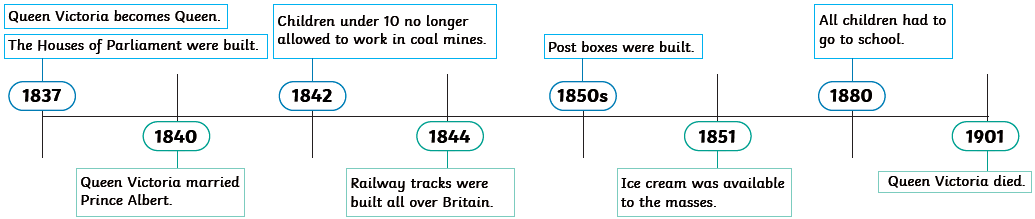 Queen Victoria becomes Queen.
The Houses of Parliament were built.
1837
1840
Queen Victoria married
Prince Albert.
Children under 10 no longer
allowed to work in coal mines.
1842
1844
Railway tracks were
built all over Britain.
Post boxes were built.
1850s
1851
Ice cream was available
to the masses.
All children had to
go to school.
1880
1901
Queen Victoria died.